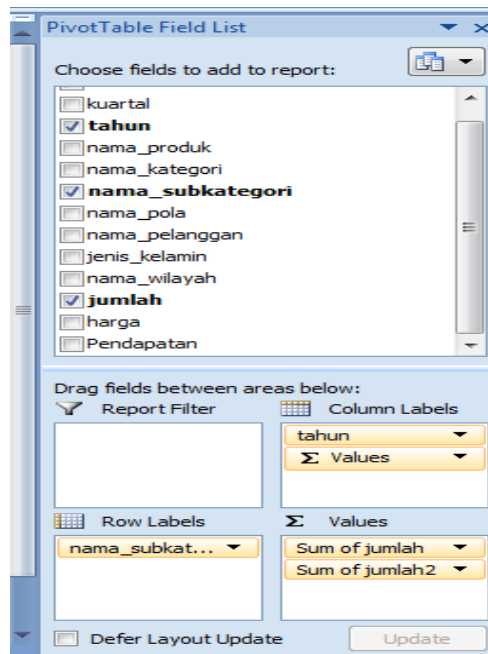 PivotTable Field List
Choose fields to add to report:
kuartal
tahun
nama_produk
nama_kategori
nama_subkategori
nama_pola
nama_pelanggan
jenis_kelamin
nama_wilayah
jumlah
harga
Pendapatan
Drag fields between areas below:
Report Filter
Column Labels
tahun
Σ Values
Row Labels
Σ Values
nama_subkat...
Sum of jumlah
Sum of jumlah2
Defer Layout Update
Update